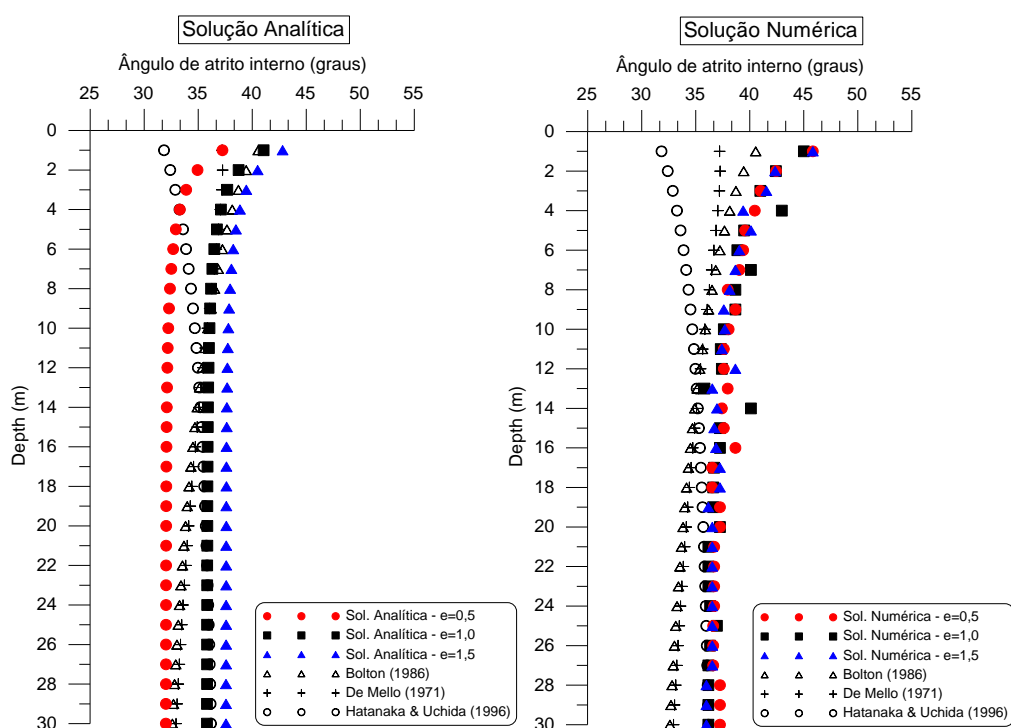 Solução Analítica
Ângulo de atrito interno (graus)
25 30 35 40 45 50 55
0
2
4
6
8
10
12
14
16
18
20
22
24
26
28
30
Depth (m)
Sol. Analítica - e=0,5
Sol. Analítica - e=1,0
Sol. Analítica - e=1,5
Bolton (1986)
De Mello (1971)
Hatanaka & Uchida (1996)
Solução Numérica
Ângulo de atrito interno (graus)
25 30 35 40 45 50 55
0
2
4
6
8
10
12
14
16
18
20
22
24
26
28
30
Depth (m)
Sol. Numérica - e=0,5
Sol. Numérica - e=1,0
Sol. Numérica - e=1,5
Bolton (1986)
De Mello (1971)
Hatanaka & Uchida (1996)